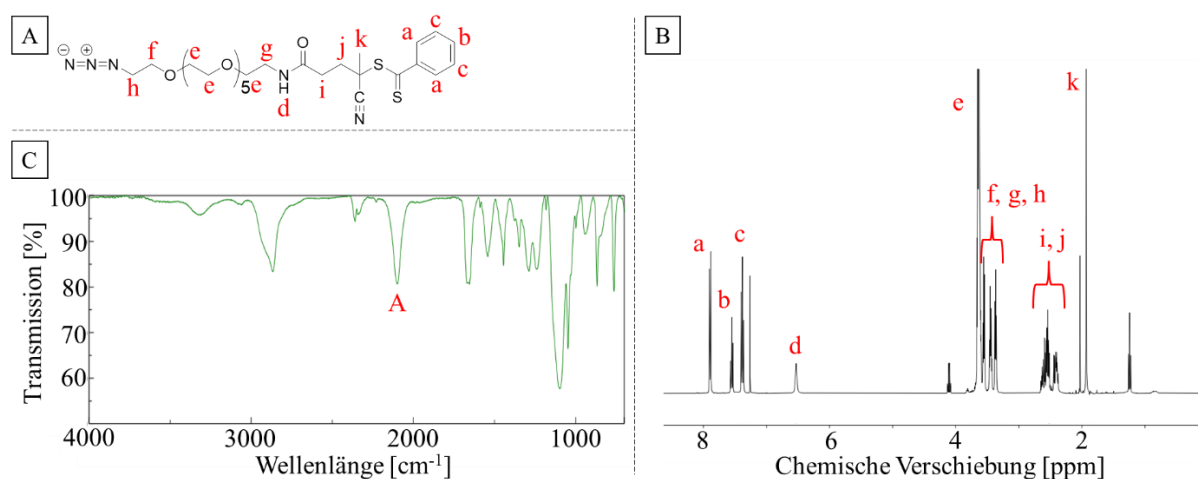 A
⊖ ⊕
N=N=N
h
f
O
e
e
O
5
e
g
N
H
d
O
i
j
k
S
N
S
a
c
b
c
a
B
e
k
f, g, h
i, j
a
c
b
d
8
6
4
2
Chemische Verschiebung [ppm]
C
Transmission [%]
100
90
80
70
60
A
4000 3000 2000 1000
Wellenlänge [cm-1]